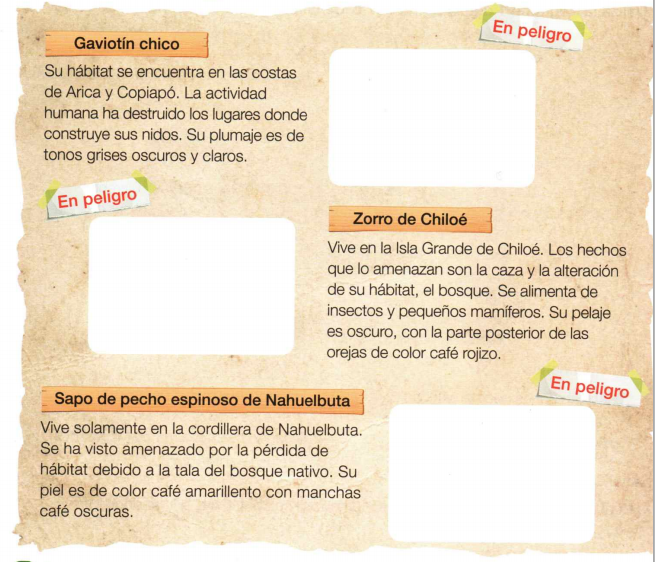 En peligro
Gaviotín chico
Su hábitat se encuentra en las costas
de Arica y Copiapó. La actividad
humana ha destruido los lugares donde
construye sus nidos. Su plumaje es de
tonos grises oscuros y claros.
En peligro
Zorro de Chiloé
Vive en la Isla Grande de Chiloé. Los hechos
que lo amenazan son la caza y la alteración
de su hábitat, el bosque. Se alimenta de
insectos y pequeños mamíferos. Su pelaje
es oscuro, con la parte posterior de las
orejas de color café rojizo.
En peligro
Sapo de pecho espinoso de Nahuelbuta
Vive solamente en la cordillera de Nahuelbuta.
Se ha visto amenazado por la pérdida de
hábitat debido a la tala del bosque nativo. Su
piel es de color café amarillento con manchas
café oscuras.